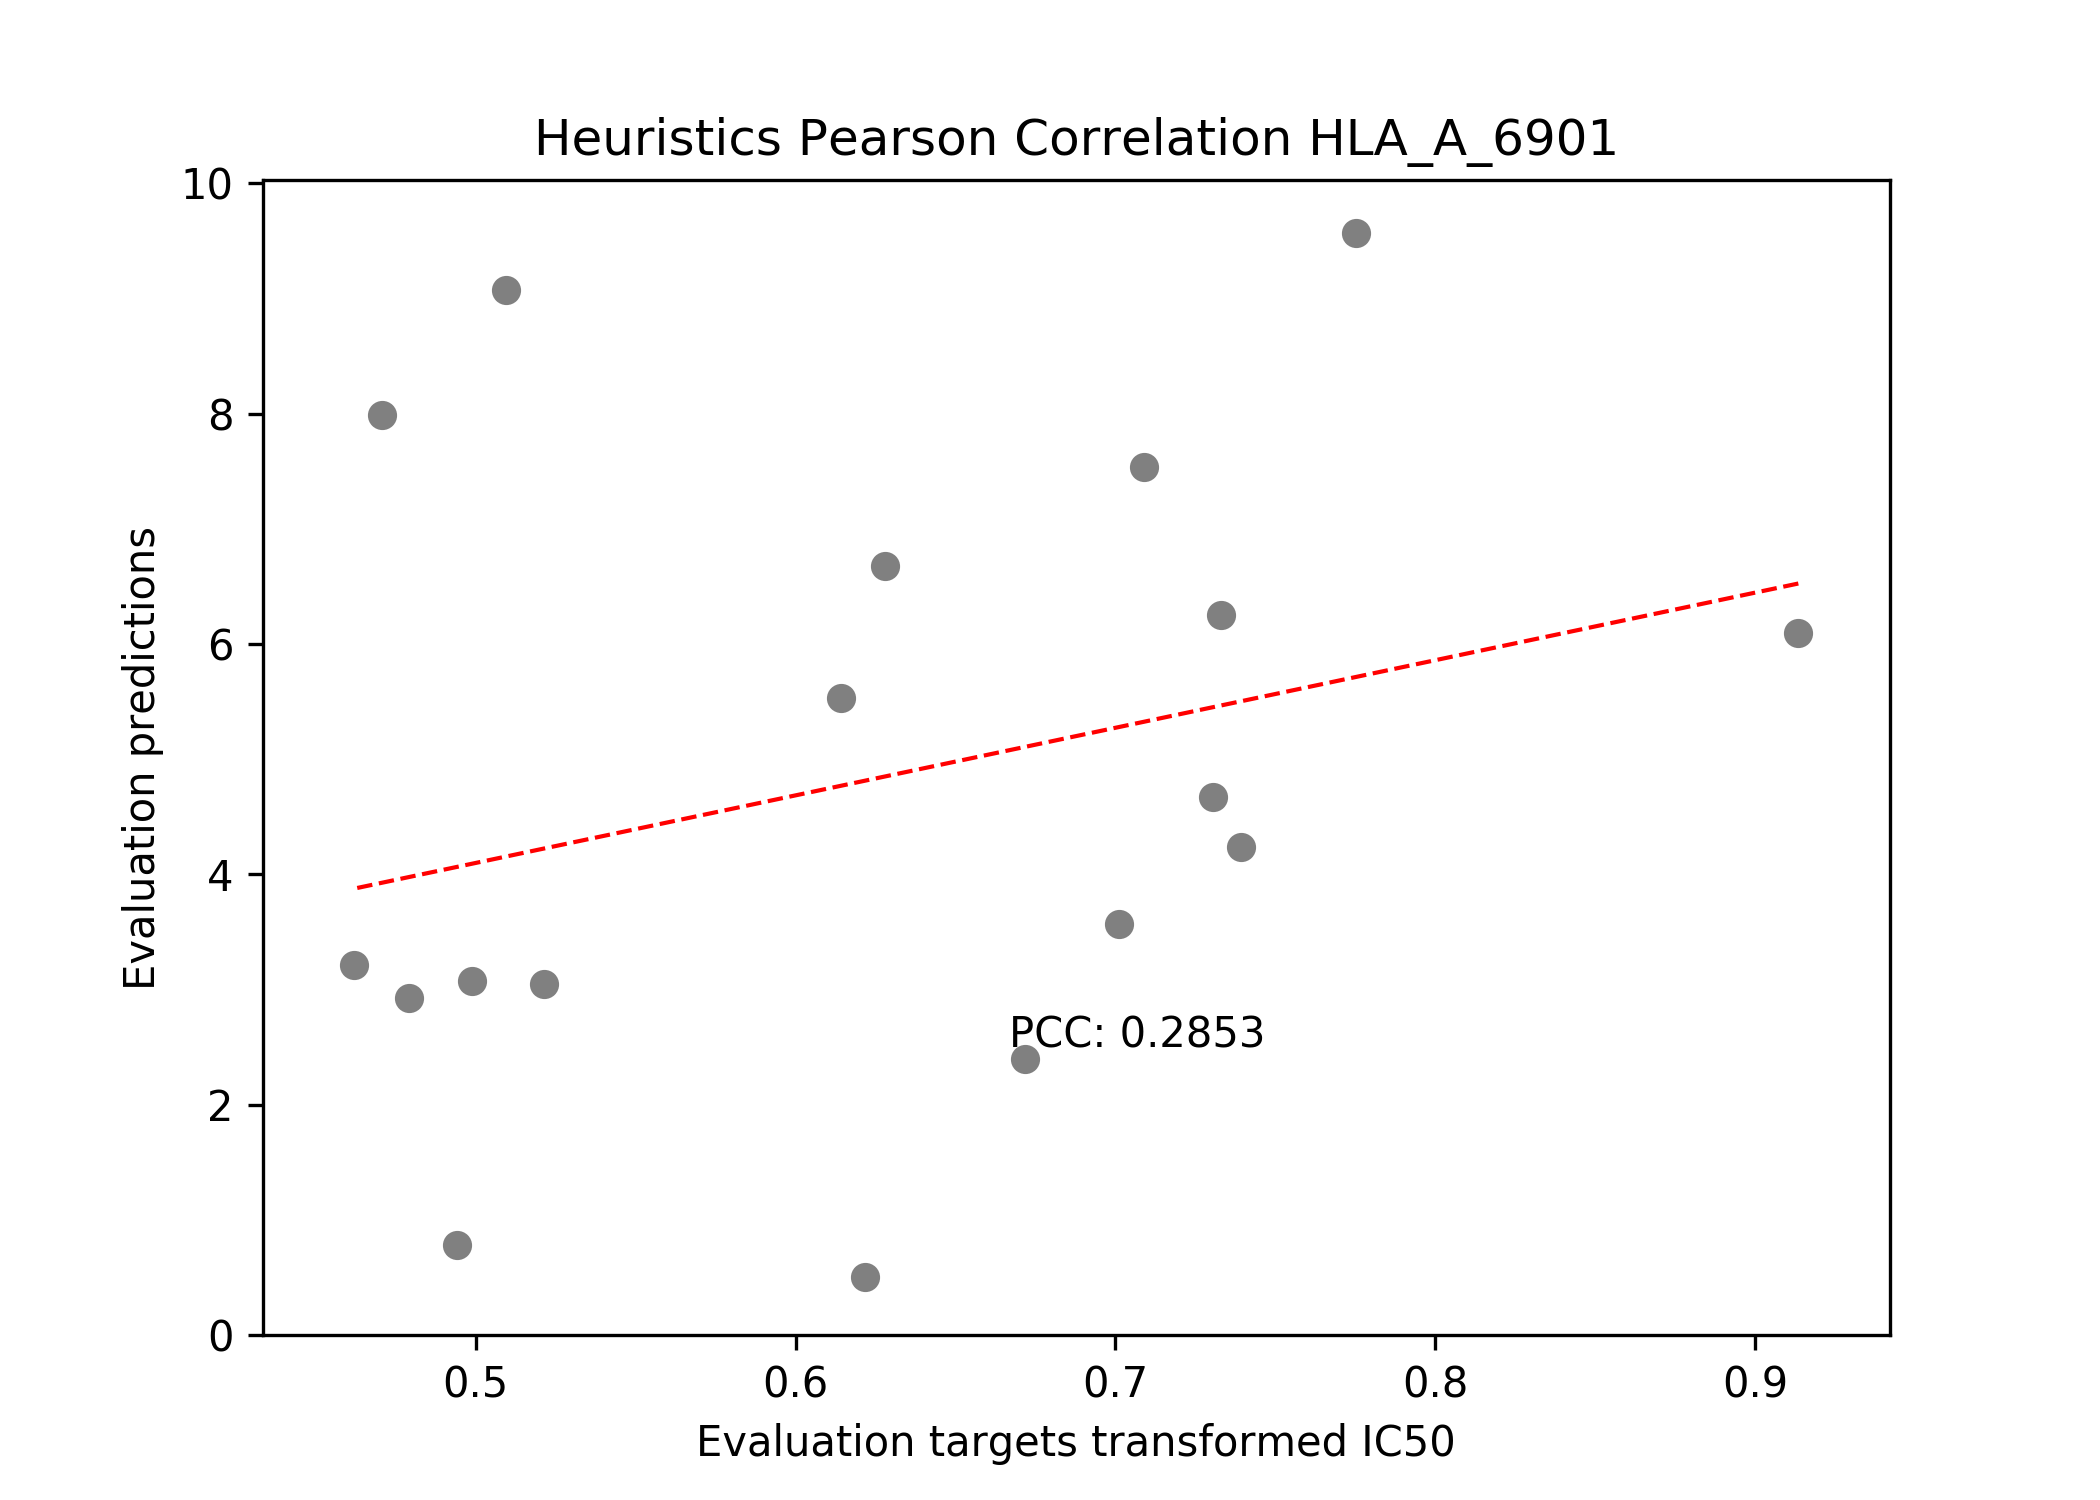 Heuristics Pearson Correlation HLA_A_6901
10
8
6
4
2
0
Evaluation predictions
PCC: 0.2853
0.5 0.6 0.7 0.8 0.9
Evaluation targets transformed IC50